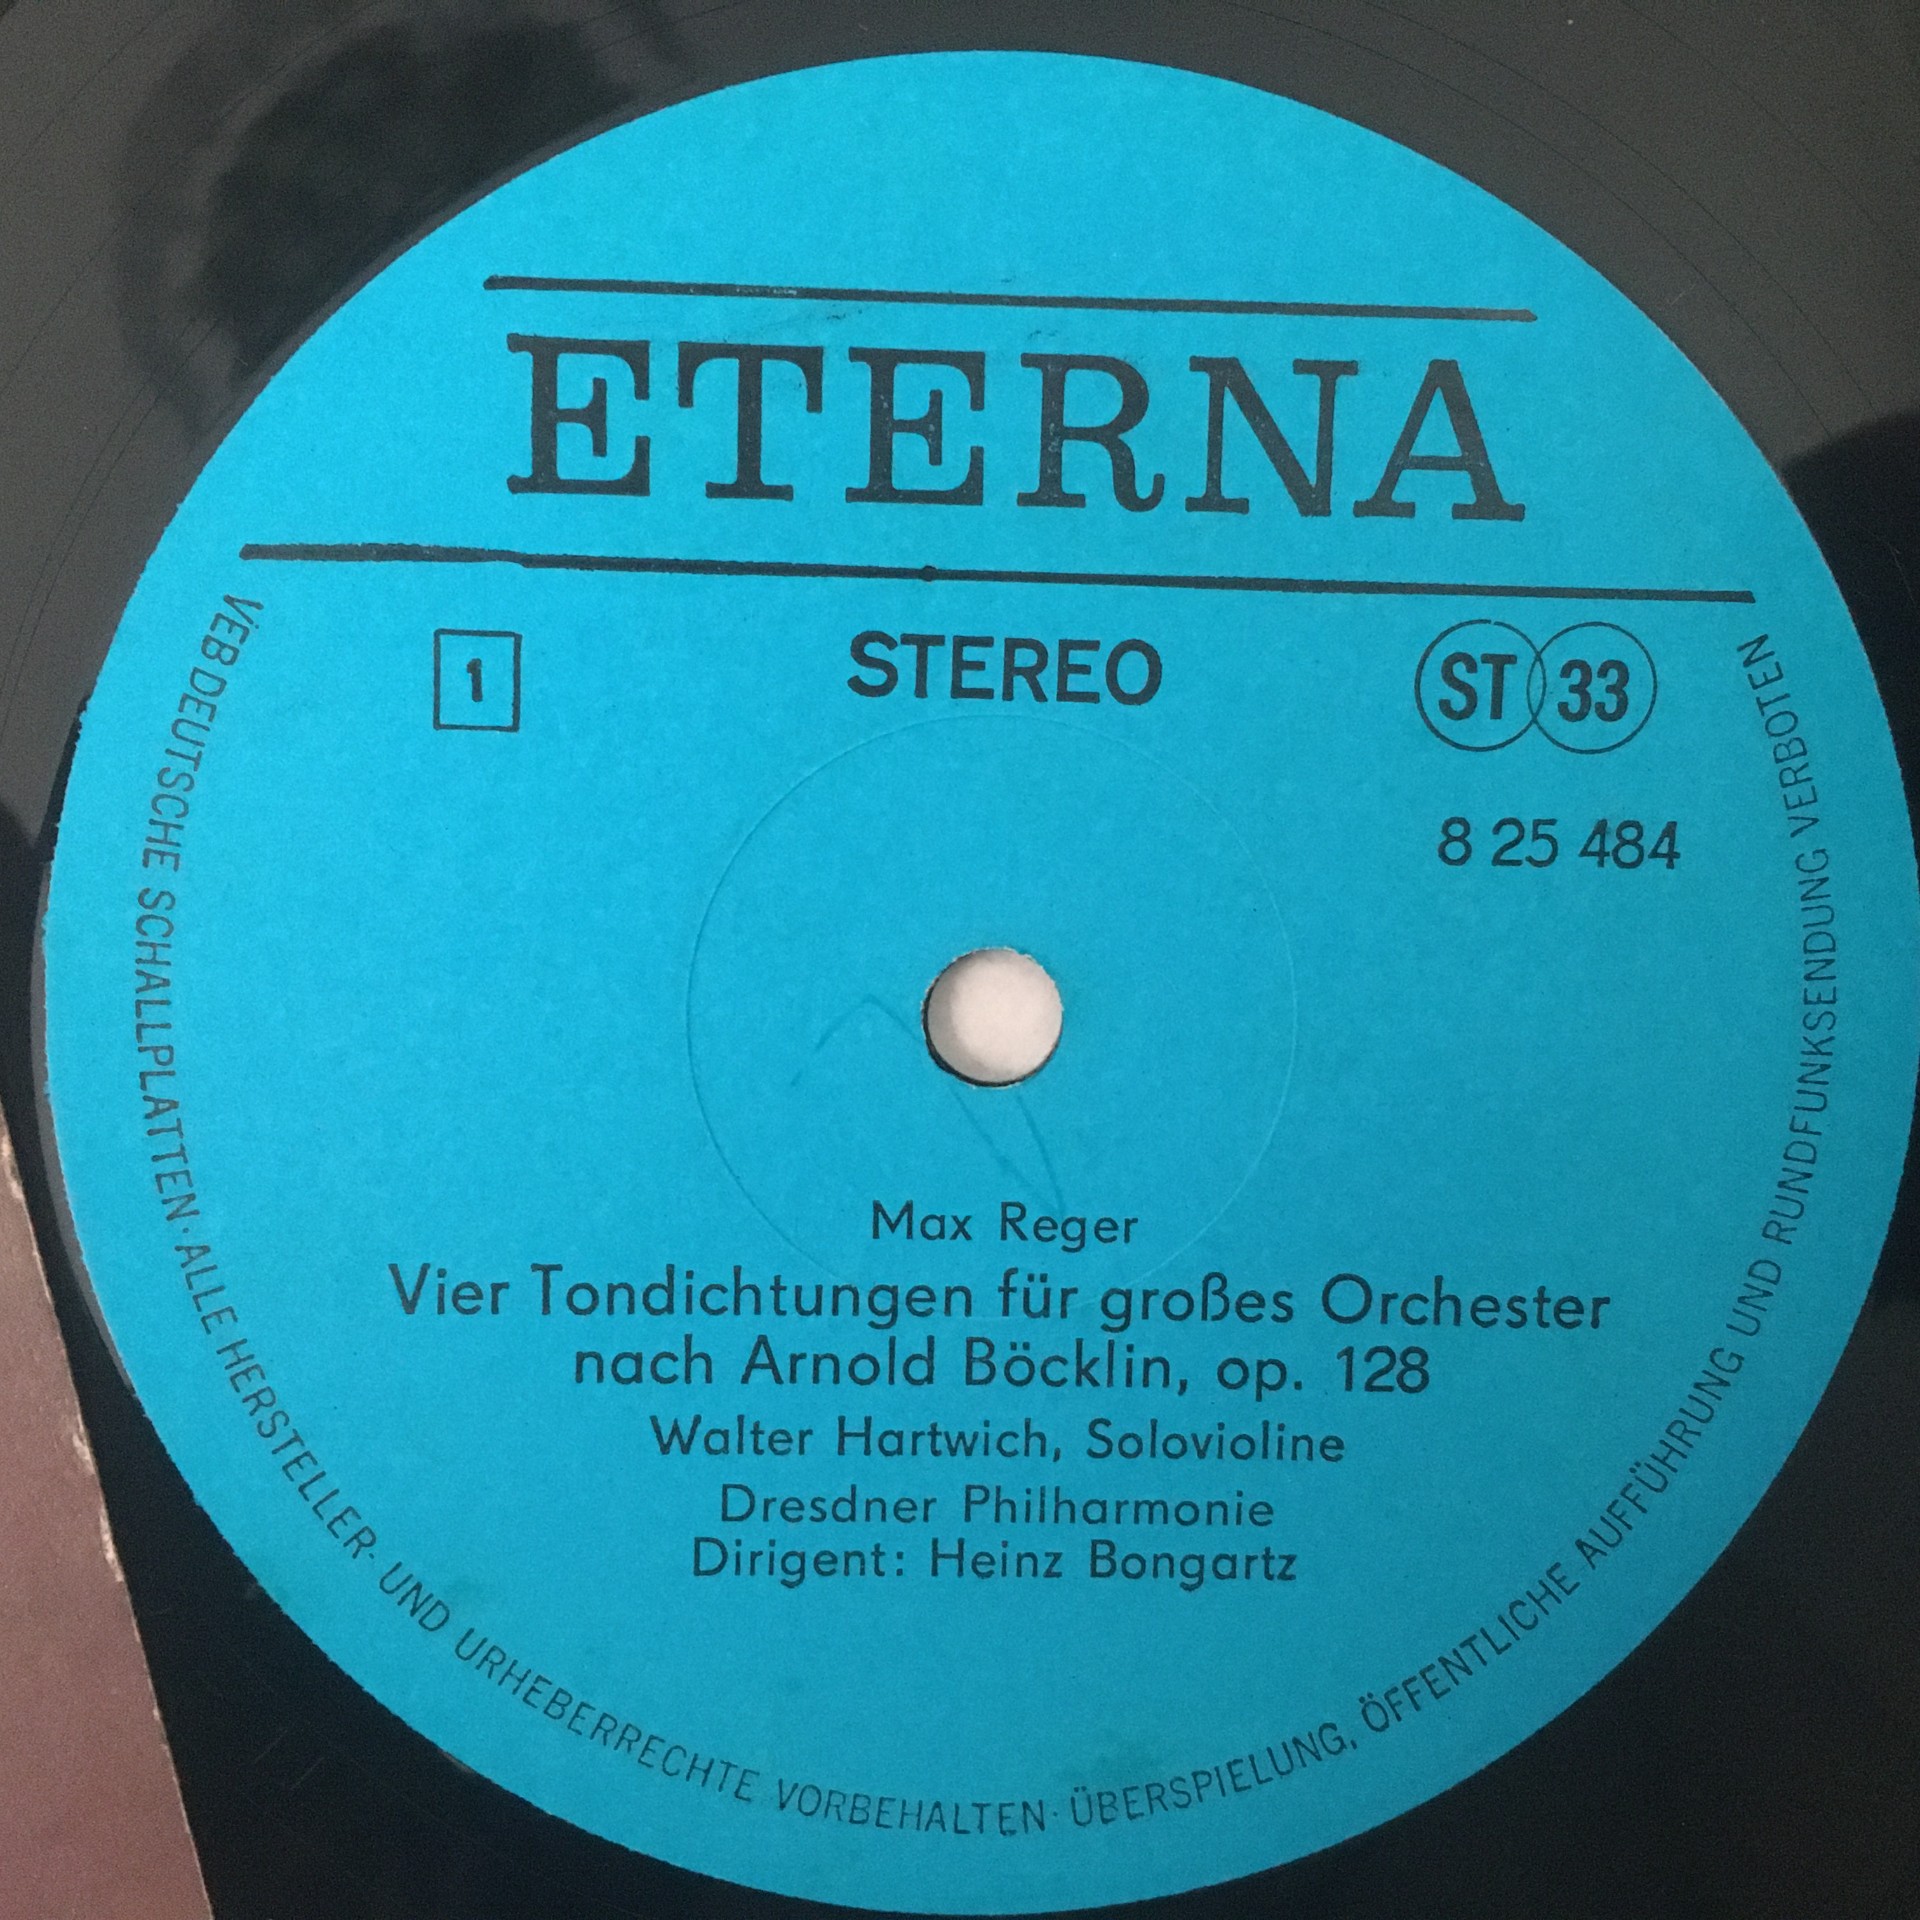 ETERNA
1
STEREO
ST 33
8 25 484
Max Reger
Vier Tondichtungen für großes Orchester
nach Arnold Böcklin, op. 128
Walter Hartwich, Solovioline
Dresdner Philharmonie
Dirigent: Heinz Bongartz
VEB DEUTSCHE SCHALLPLATTEN · ALLE HERSTELLER- UND URHEBERRECHTE VORBEHALTEN · ÜBERSPIELUNG, ÖFFENTLICHE AUFFÜHRUNG UND RUNDFUNKSENDUNG VERBOTEN